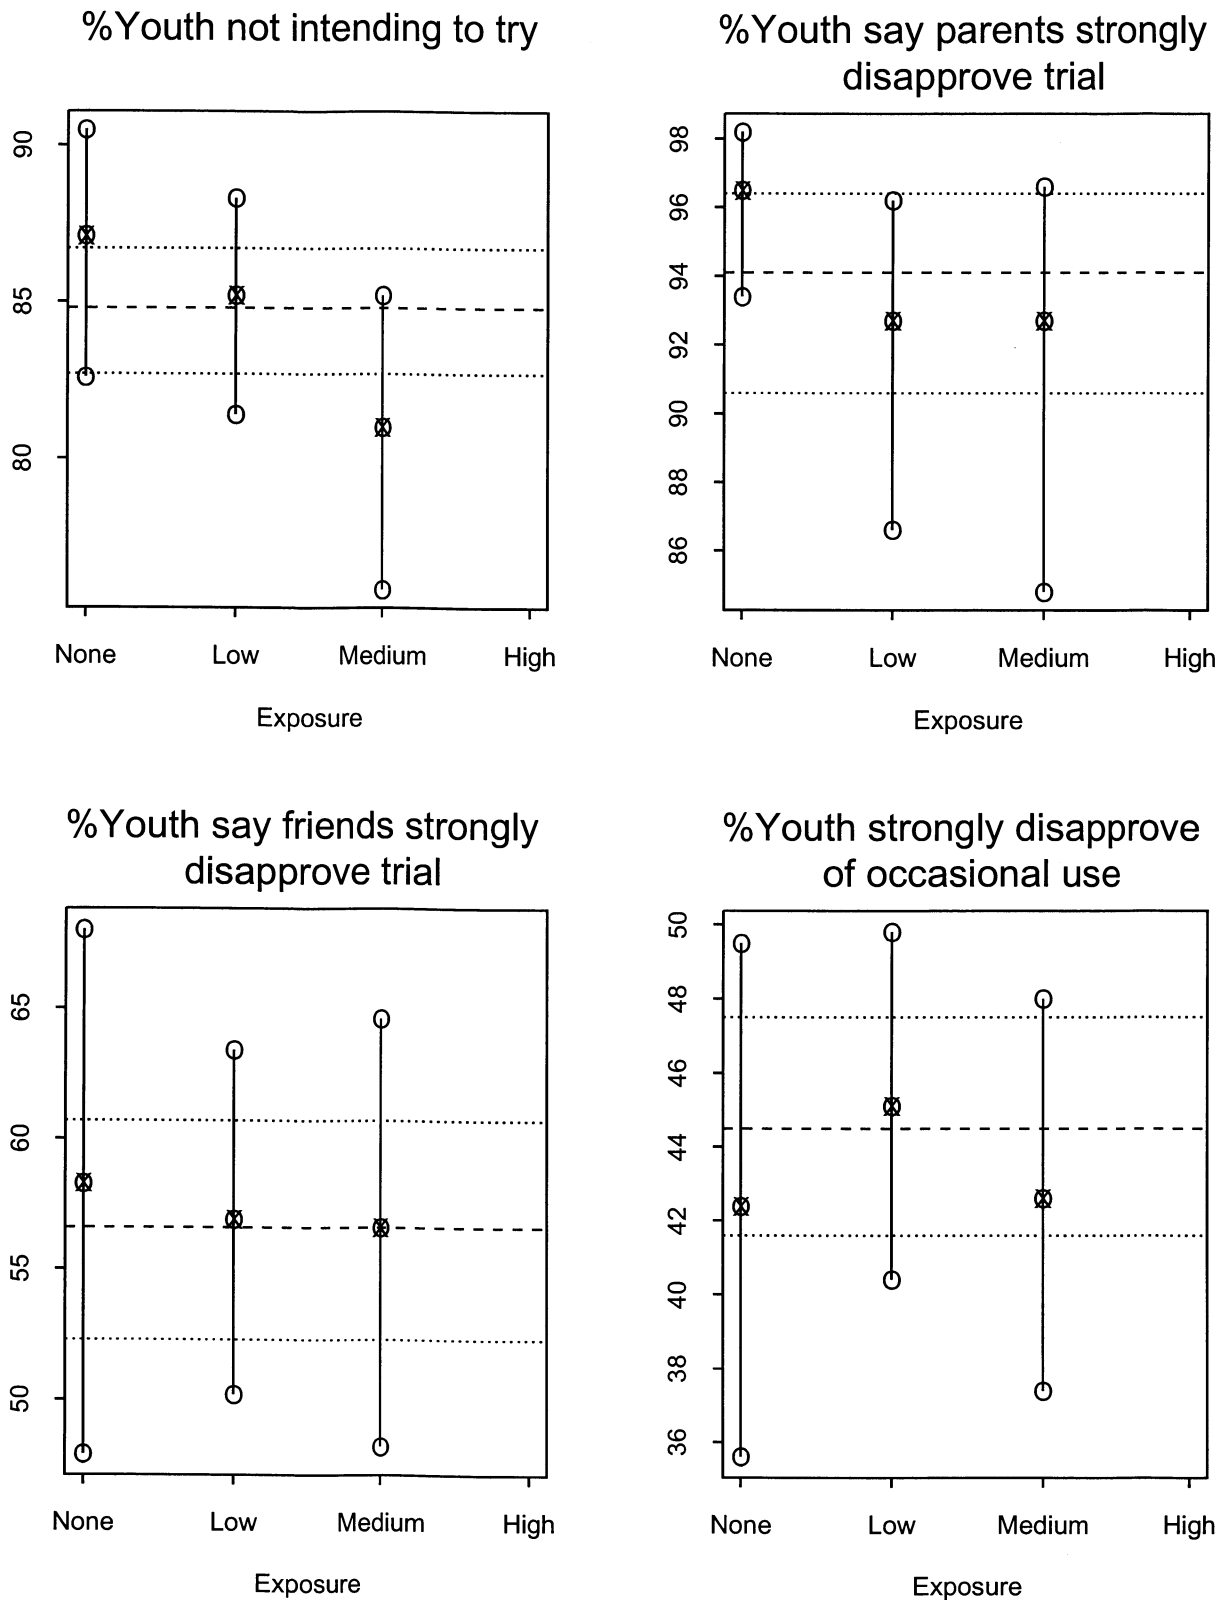 %Youth not intending to try
90
85
80
None Low Medium High
Exposure
%Youth say parents strongly
disapprove trial
98
96
94
92
90
88
86
None Low Medium High
Exposure
%Youth say friends strongly
disapprove trial
65
60
55
50
None Low Medium High
Exposure
%Youth strongly disapprove
of occasional use
50
48
46
44
42
40
38
36
None Low Medium High
Exposure